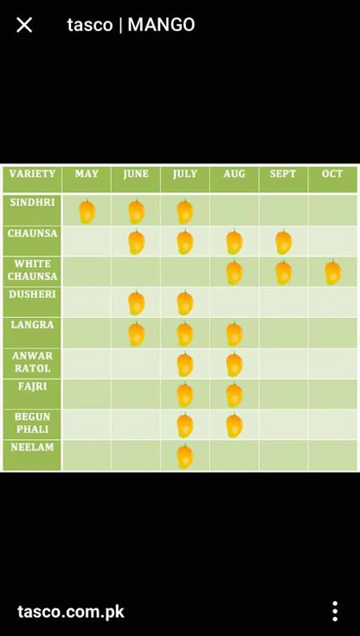 tasco | MANGO
VARIETY MAY JUNE JULY AUG SEPT OCT
SINDHRI
CHAUNSA
WHITE
CHAUNSA
DUSHERI
LANGRA
ANWAR
RATOL
FAJRI
BEGUN
PHALI
NEELAM
tasco.com.pk